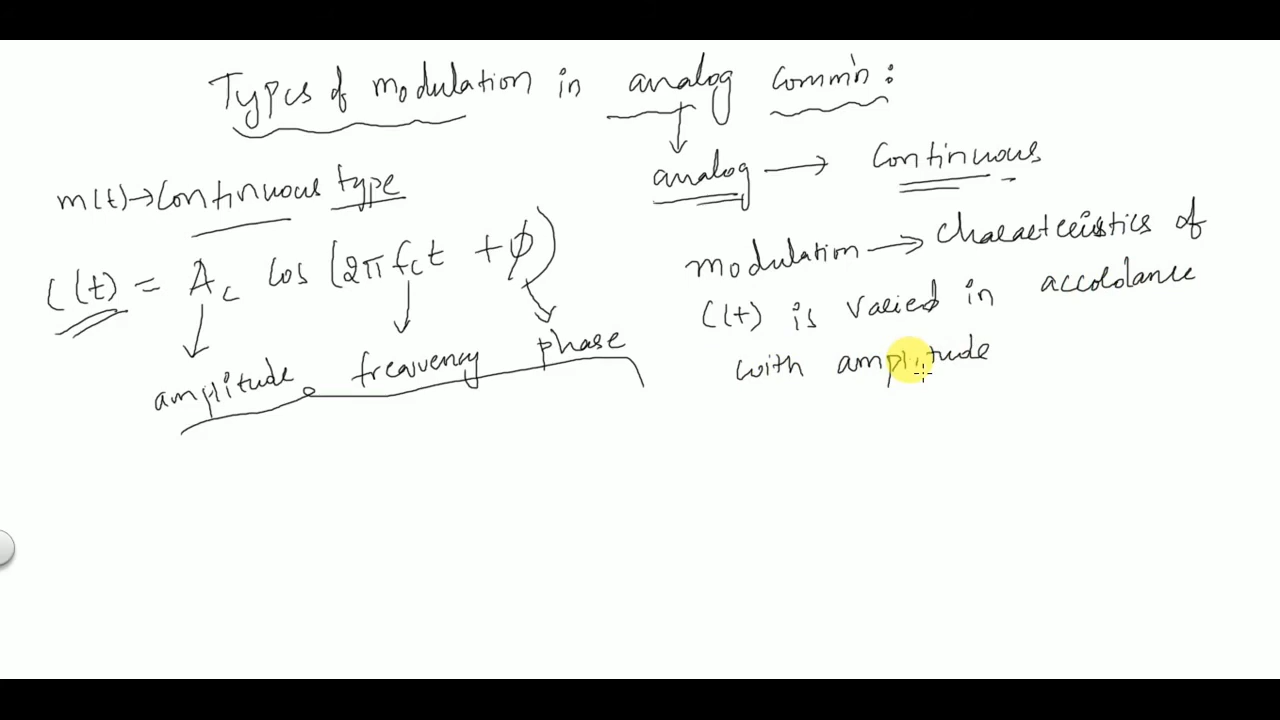 Types of modulation in analog commn:
analog → continuous
m(t) → continuous type
c(t) = Ac cos (2πfct + φ)
amplitude frequency phase
modulation → characteristics of
c(t) is varied in accordance
with amplitude